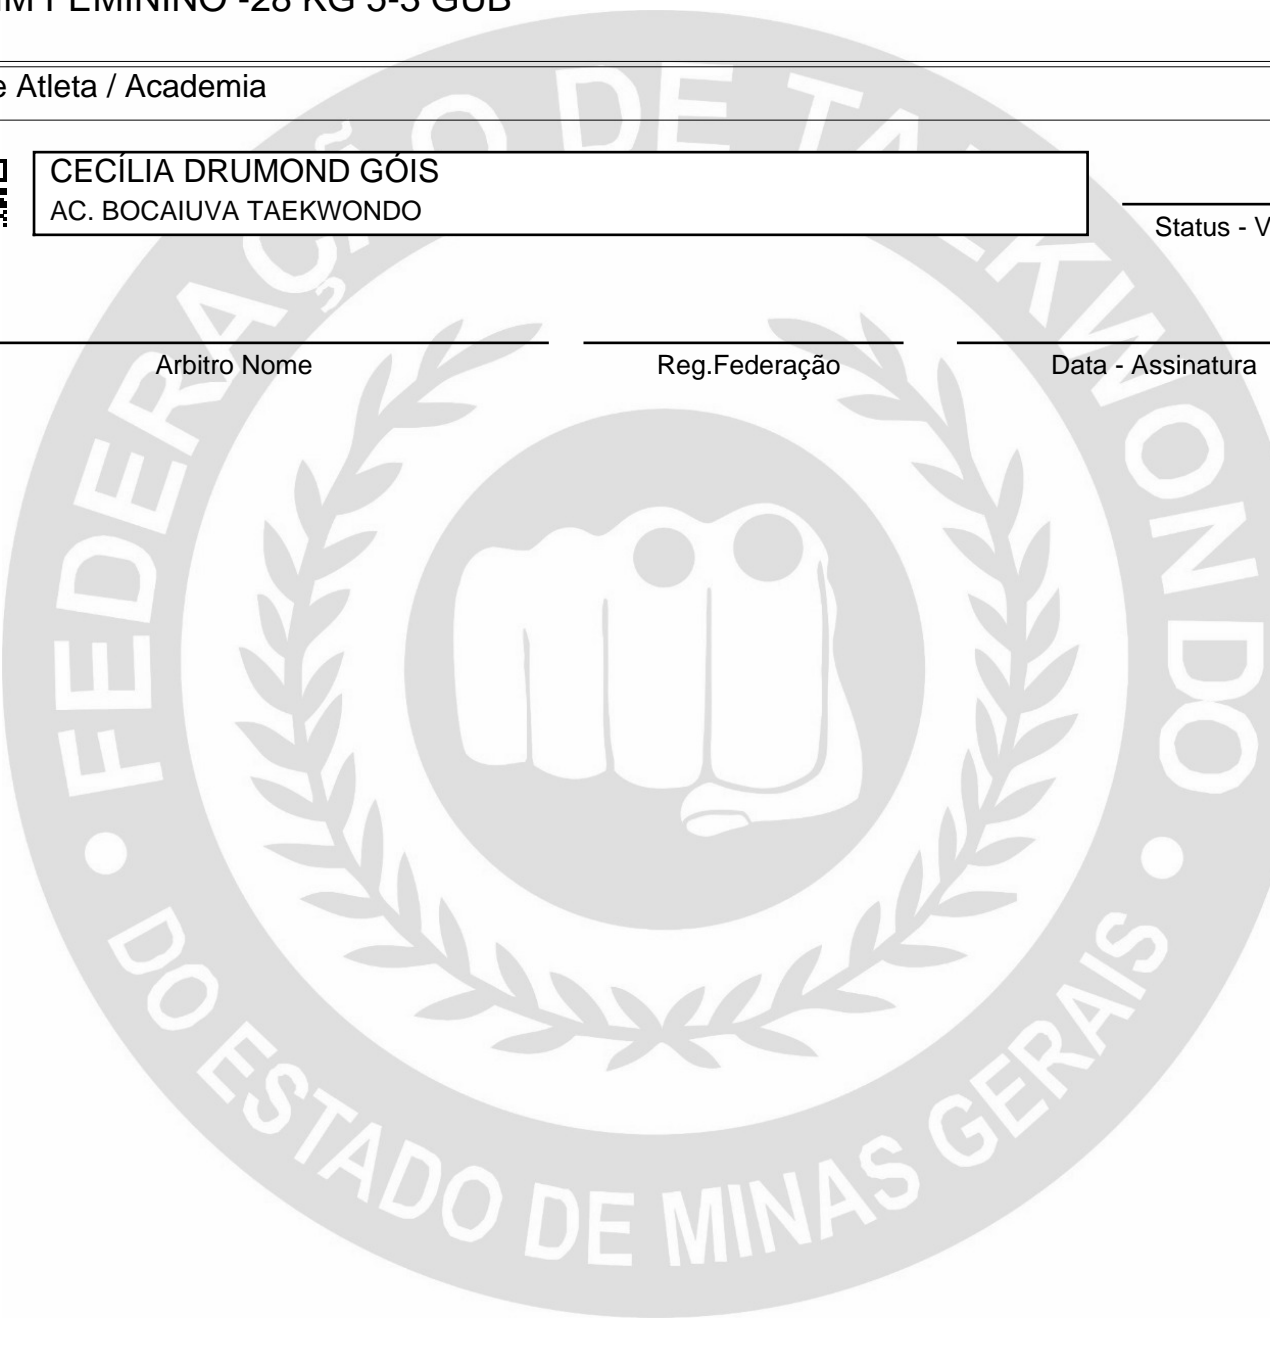 FEMININO -28 KG 5-3 GUB
e Atleta / Academia
CECÍLIA DRUMOND GÓIS
AC. BOCAIUVA TAEKWONDO
Status - V
Arbitro Nome
Reg.Federação
Data - Assinatura
FEDERAÇÃO DE TAEKWONDO
DO ESTADO DE MINAS GERAIS